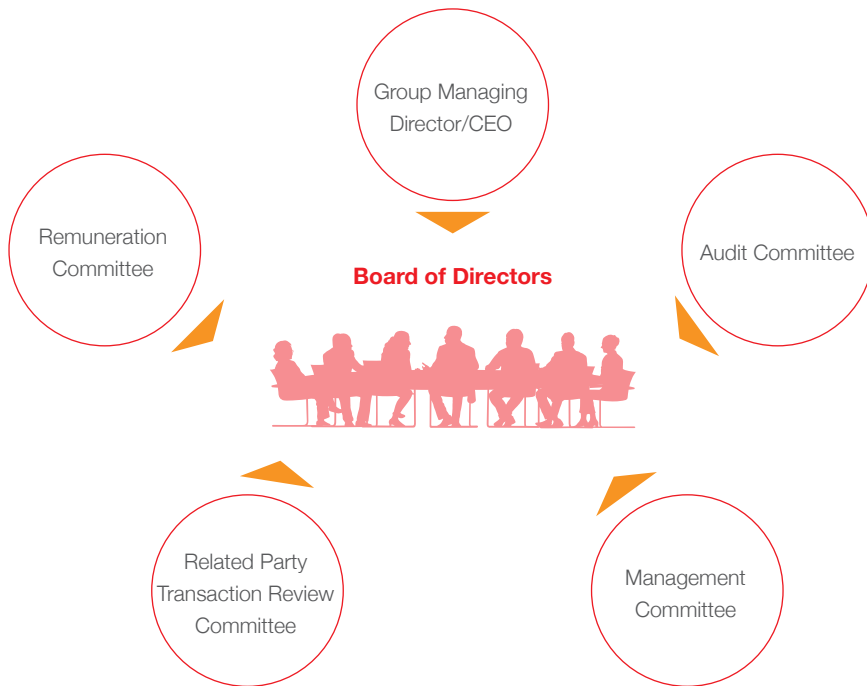 Group Managing
Director/CEO
Remuneration
Committee
Audit Committee
Board of Directors
Related Party
Transaction Review
Committee
Management
Committee